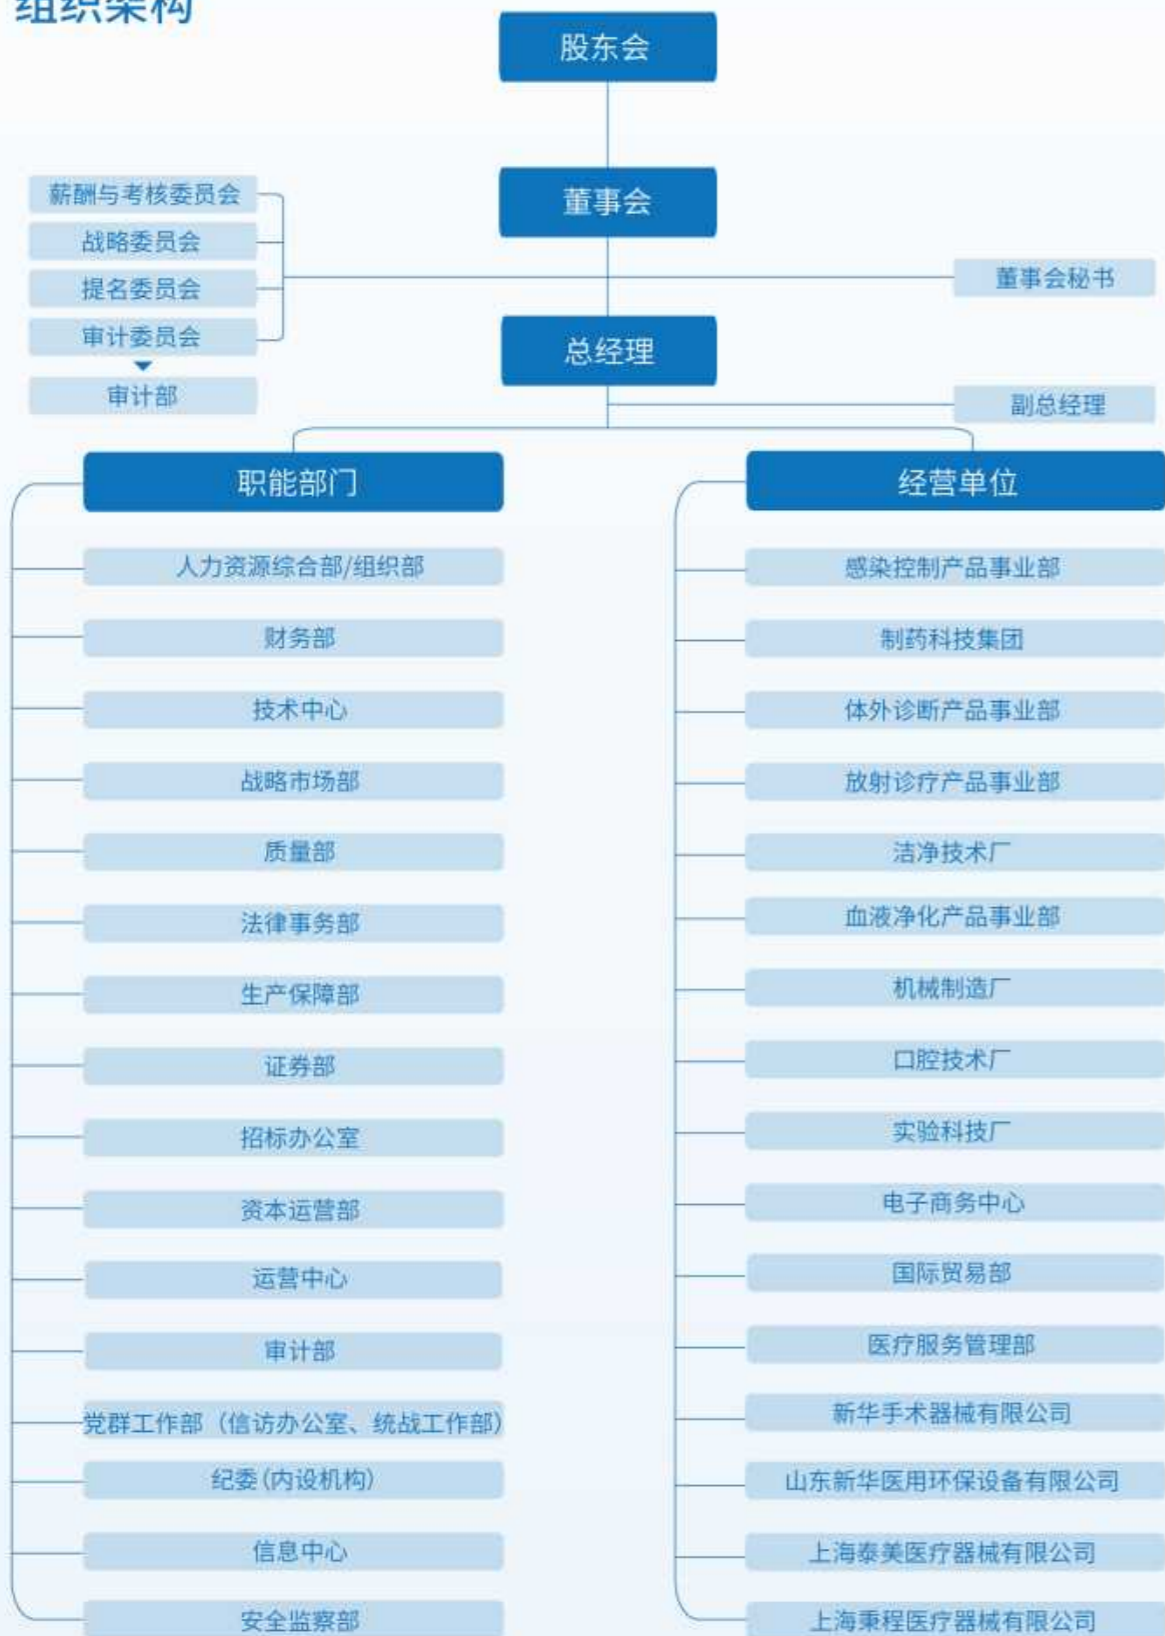 组织架构
股东会
董事会
薪酬与考核委员会
战略委员会
提名委员会
审计委员会
审计部
董事会秘书
总经理
副总经理
职能部门
人力资源综合部/组织部
财务部
技术中心
战略市场部
质量部
法律事务部
生产保障部
证券部
招标办公室
资本运营部
运营中心
审计部
党群工作部（信访办公室、统战工作部）
纪委(内设机构)
信息中心
安全监察部
经营单位
感染控制产品事业部
制药科技集团
体外诊断产品事业部
放射诊疗产品事业部
洁净技术厂
血液净化产品事业部
机械制造厂
口腔技术厂
实验科技厂
电子商务中心
国际贸易部
医疗服务管理部
新华手术器械有限公司
山东新华医用环保设备有限公司
上海泰美医疗器械有限公司
上海秉程医疗器械有限公司